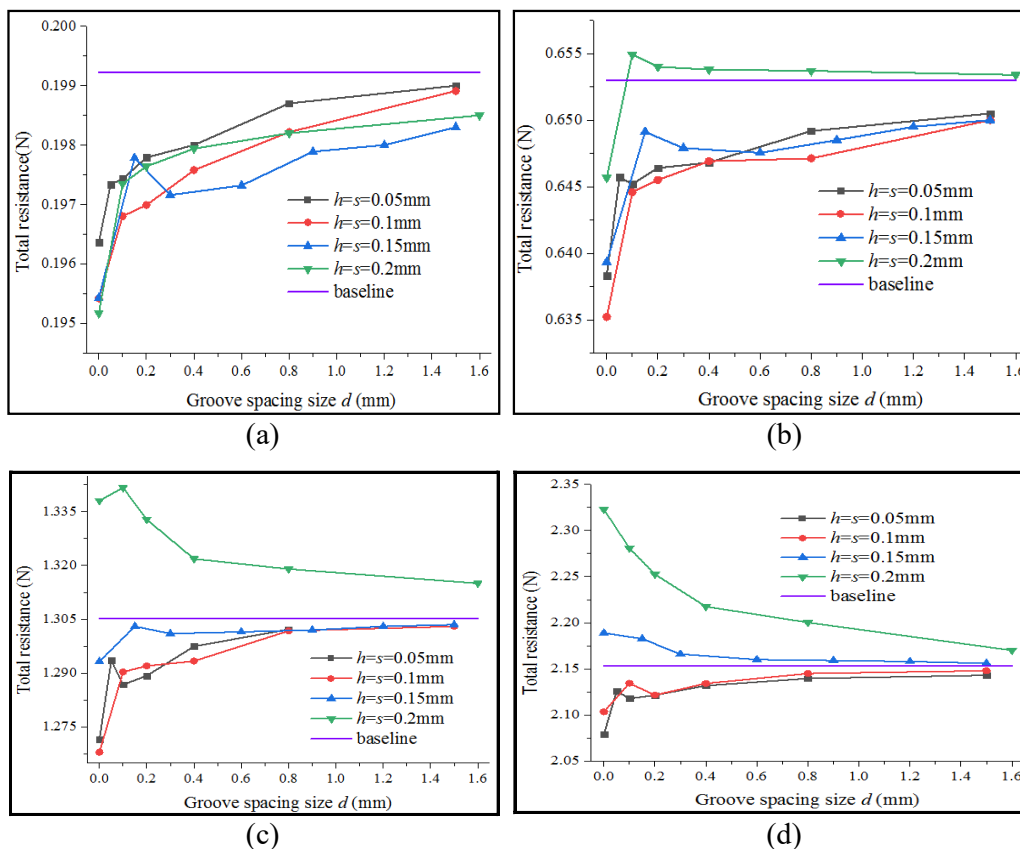 0.200
0.199
0.198
0.197
0.196
0.195
Total resistance(N)
h=s=0.05mm
h=s=0.1mm
h=s=0.15mm
h=s=0.2mm
baseline
0.0 0.2 0.4 0.6 0.8 1.0 1.2 1.4 1.6
Groove spacing size d (mm)
(a)
0.655
0.650
0.645
0.640
0.635
Total resistance (N)
h=s=0.05mm
h=s=0.1mm
h=s=0.15mm
h=s=0.2mm
baseline
0.0 0.2 0.4 0.6 0.8 1.0 1.2 1.4 1.6
Groove spacing size d (mm)
(b)
1.335
1.320
1.305
1.290
1.275
Total resistance (N)
h=s=0.05mm
h=s=0.1mm
h=s=0.15mm
h=s=0.2mm
baseline
0.0 0.2 0.4 0.6 0.8 1.0 1.2 1.4 1.6
Groove spacing size d (mm)
(c)
2.35
2.30
2.25
2.20
2.15
2.10
2.05
Total resistance (N)
h=s=0.05mm
h=s=0.1mm
h=s=0.15mm
h=s=0.2mm
baseline
0.0 0.2 0.4 0.6 0.8 1.0 1.2 1.4 1.6
Groove spacing size d (mm)
(d)